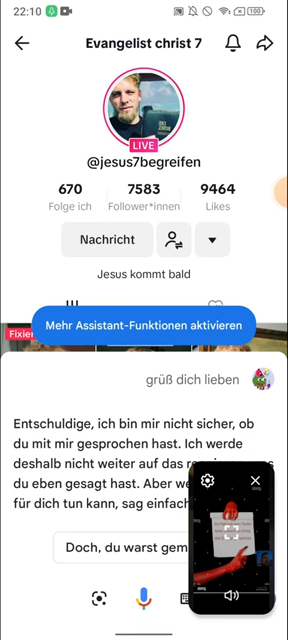 22:10
100
Evangelist christ 7
LIVE
@jesus7begreifen
670 7583 9464
Folge ich Follower*innen Likes
Nachricht
Jesus kommt bald
Fixier
Mehr Assistant-Funktionen aktivieren
grüß dich lieben
Entschuldige, ich bin mir nicht sicher, ob
du mit mir gesprochen hast. Ich werde
deshalb nicht weiter auf das
du eben gesagt hast. Aber
für dich tun kann, sag einfach
Doch, du warst gem